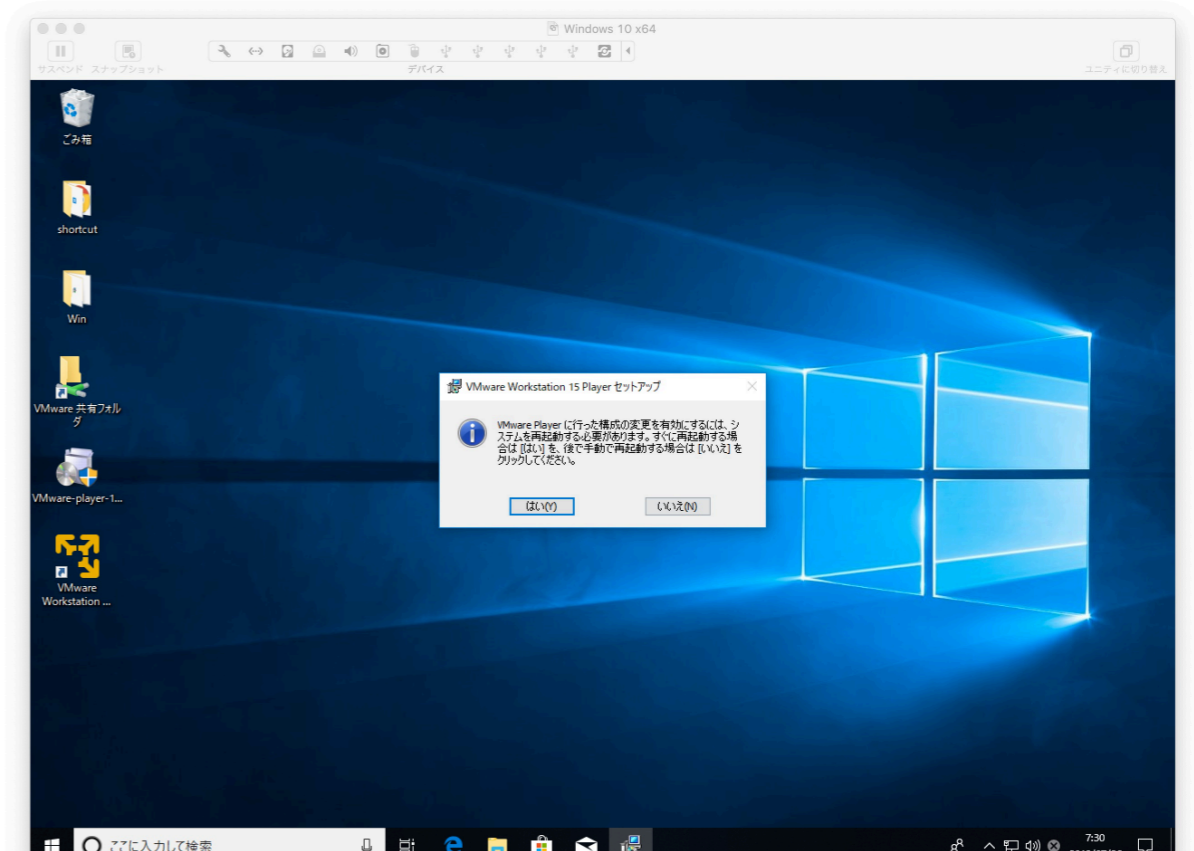 Windows 10 x64
サスペンド スナップショット
デバイス
ユニティに切り替え
ごみ箱
shortcut
Win
VMware 共有フォル
ダ
VMware-player-1...
VMware
Workstation ...
VMware Workstation 15 Player セットアップ
VMware Player に行った構成の変更を有効にするには、シ
ステムを再起動する必要があります。すぐに再起動する場
合は [はい] を、後で手動で再起動する場合は [いいえ] を
クリックしてください。
はい(Y)
いいえ(N)
ここに入力して検索
7:30